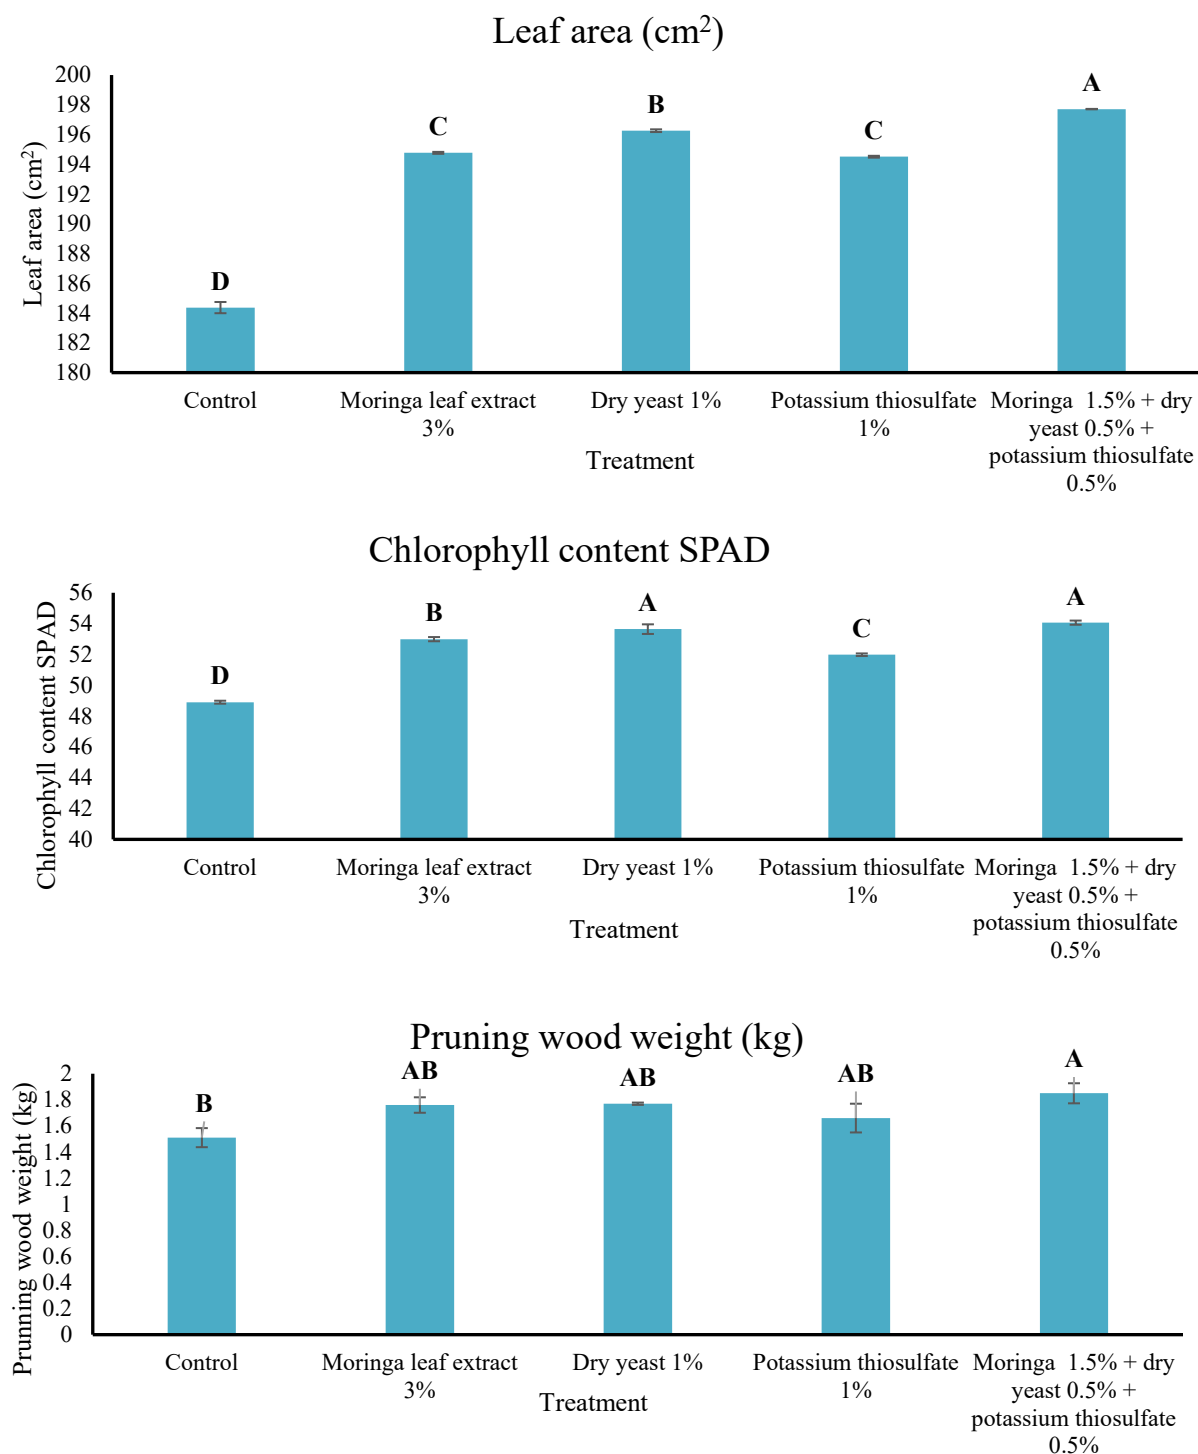 Leaf area (cm²)
Leaf area (cm²)
200
198
196
194
192
190
188
186
184
182
180
D
C
B
C
A
Control
Moringa leaf extract
3%
Dry yeast 1%
Potassium thiosulfate
1%
Moringa 1.5% + dry
yeast 0.5% +
potassium thiosulfate
0.5%
Treatment
Chlorophyll content SPAD
Chlorophyll content SPAD
56
54
52
50
48
46
44
42
40
D
B
A
C
A
Control
Moringa leaf extract
3%
Dry yeast 1%
Potassium thiosulfate
1%
Moringa 1.5% + dry
yeast 0.5% +
potassium thiosulfate
0.5%
Treatment
Pruning wood weight (kg)
Prunning wood weight (kg)
2
1.8
1.6
1.4
1.2
1
0.8
0.6
0.4
0.2
0
B
AB
AB
AB
A
Control
Moringa leaf extract
3%
Dry yeast 1%
Potassium thiosulfate
1%
Moringa 1.5% + dry
yeast 0.5% +
potassium thiosulfate
0.5%
Treatment